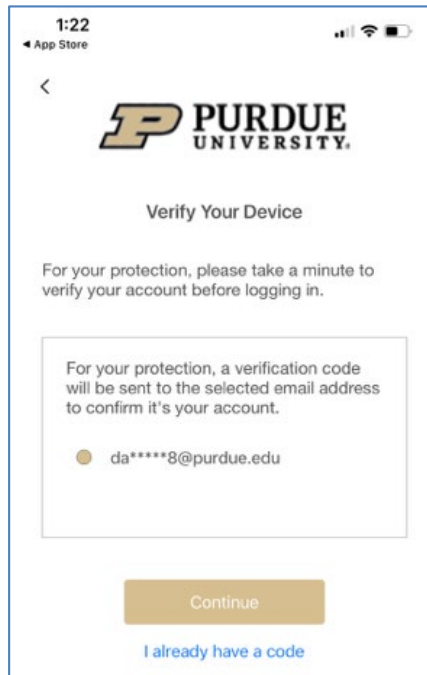 1:22
◄ App Store
<
PURDUE
UNIVERSITY.
Verify Your Device
For your protection, please take a minute to
verify your account before logging in.
For your protection, a verification code
will be sent to the selected email address
to confirm it's your account.
da*****8@purdue.edu
Continue
I already have a code